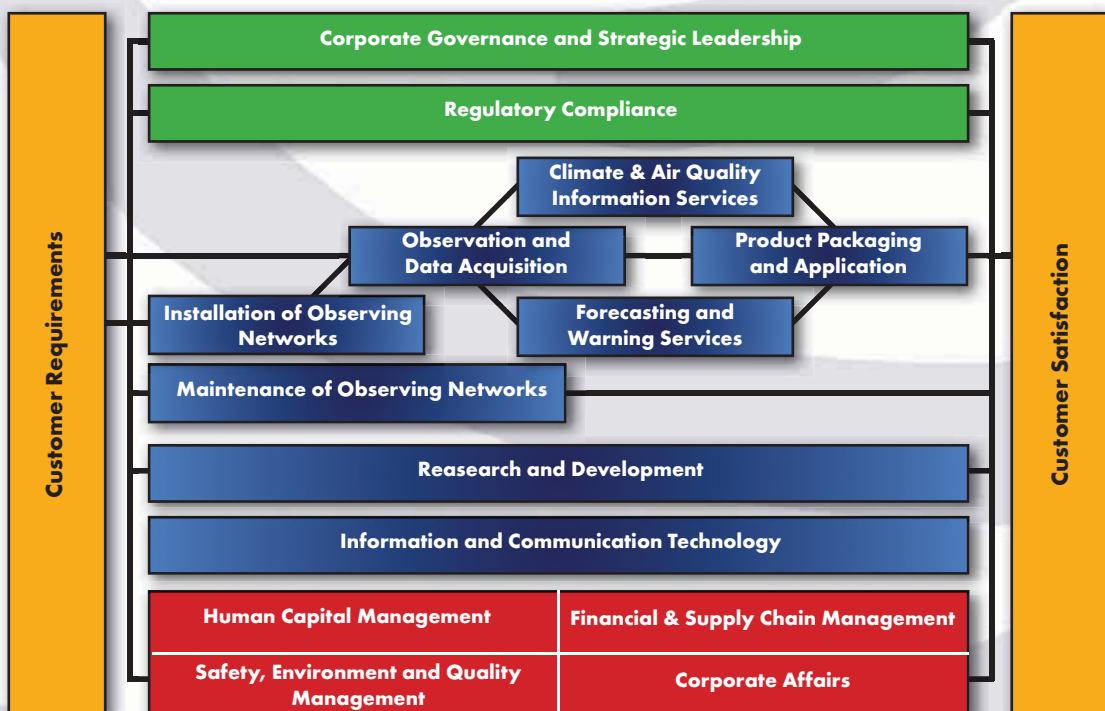 Customer Requirements
Corporate Governance and Strategic Leadership
Regulatory Compliance
Climate & Air Quality
Information Services
Observation and
Data Acquisition
Product Packaging
and Application
Installation of Observing
Networks
Forecasting and
Warning Services
Maintenance of Observing Networks
Reasearch and Development
Information and Communication Technology
Human Capital Management
Financial & Supply Chain Management
Safety, Environment and Quality
Management
Corporate Affairs
Customer Satisfaction